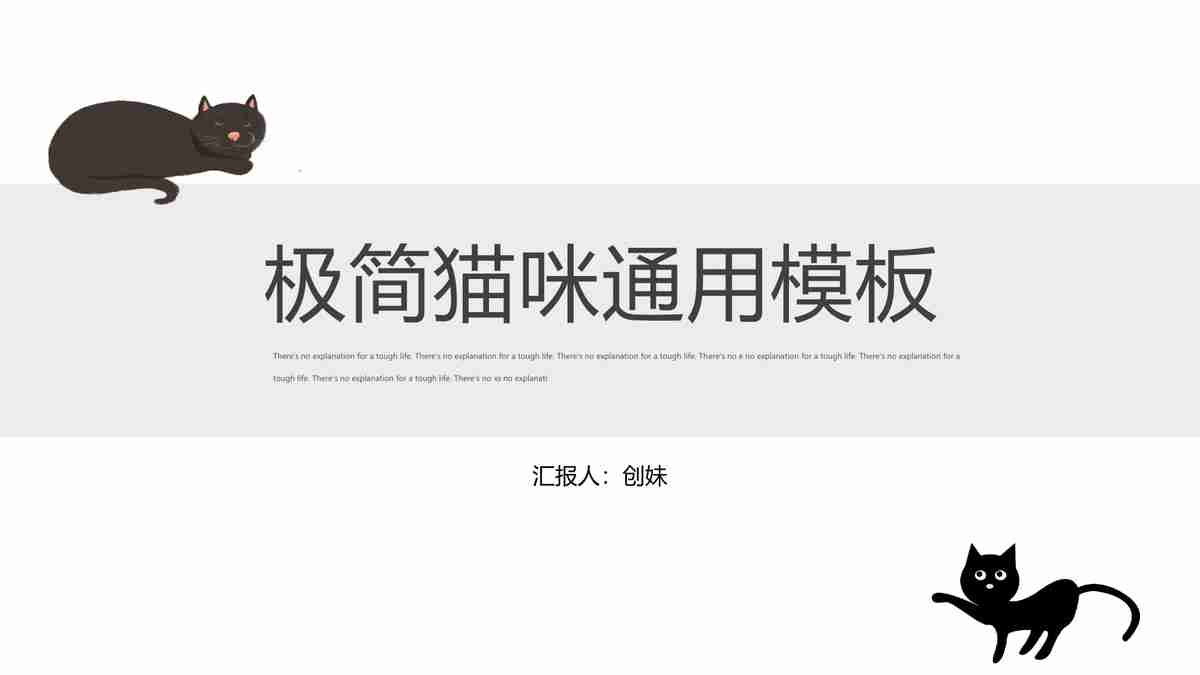 极简猫咪通用模板
There's no explanation for a tough life. There's no explanation for a tough life. There's no explanation for a tough life. There's no e no explanation for a tough life. There's no explanation for a
tough life. There's no explanation for a tough life. There's no xs no explanati
汇报人：创妹